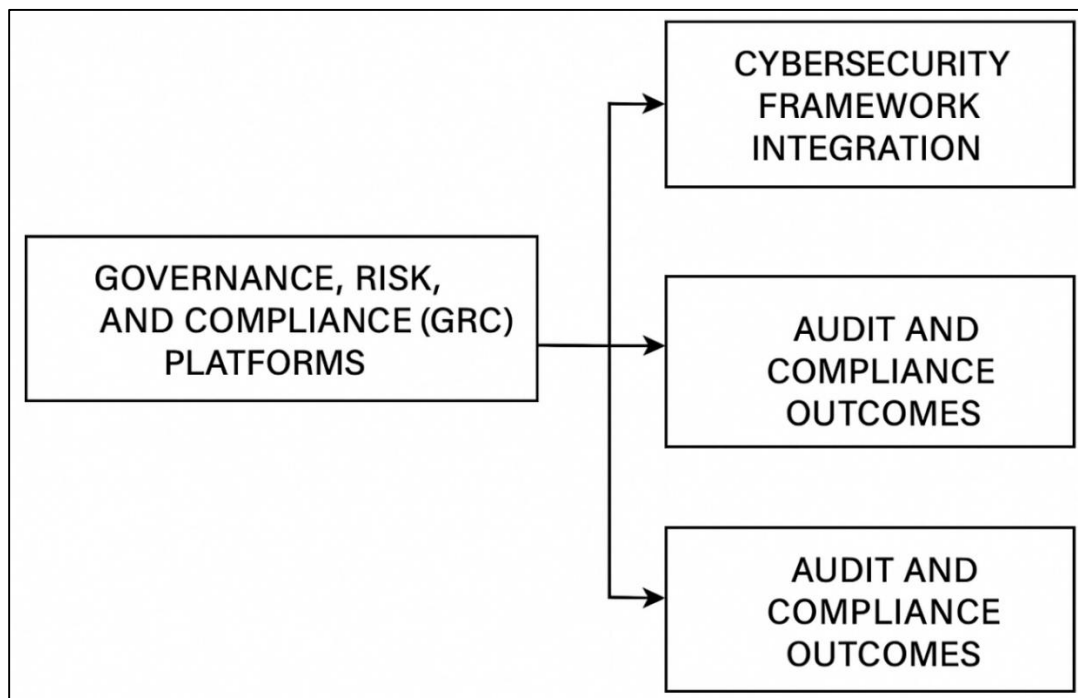 GOVERNANCE, RISK,
AND COMPLIANCE (GRC)
PLATFORMS
CYBERSECURITY
FRAMEWORK
INTEGRATION
AUDIT AND
COMPLIANCE
OUTCOMES
AUDIT AND
COMPLIANCE
OUTCOMES